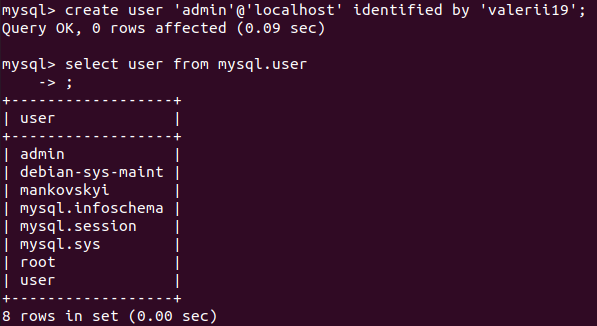 mysql> create user 'admin'@'localhost' identified by 'valerii19';
Query OK, 0 rows affected (0.09 sec)

mysql> select user from mysql.user
    -> ;
+------------------+
| user             |
+------------------+
| admin            |
| debian-sys-maint |
| mankovskyi       |
| mysql.infoschema |
| mysql.session    |
| mysql.sys        |
| root             |
| user             |
+------------------+
8 rows in set (0.00 sec)